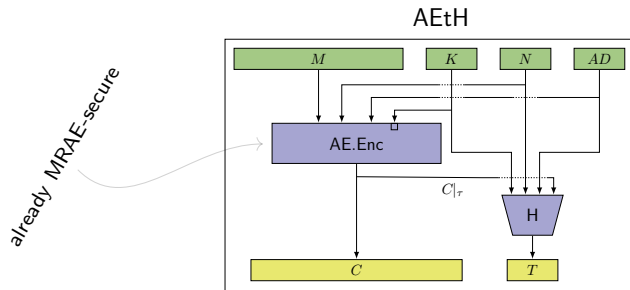 AEtH
M K N AD
already MRAE-secure
AE.Enc
C|τ
H
C T